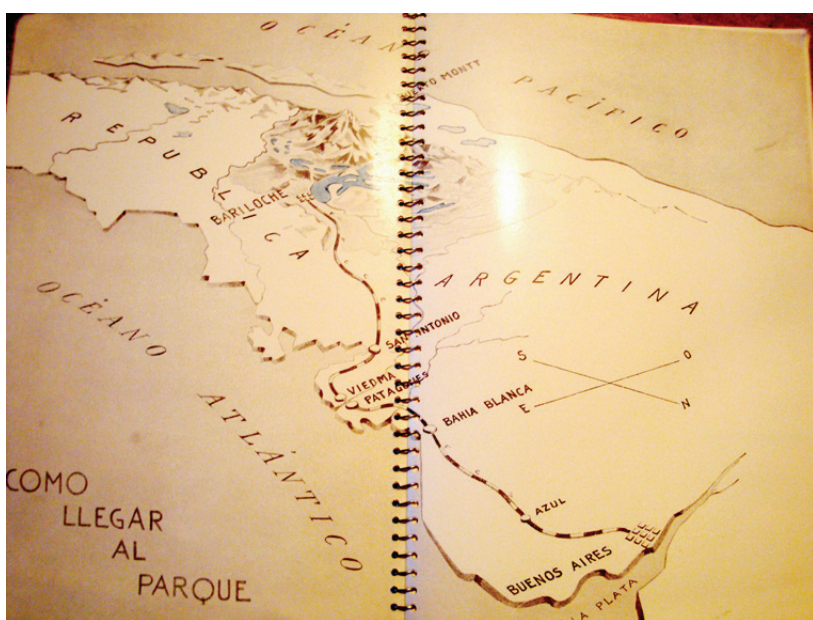 OCÉANO
PACÍFICO
MONTT
REPUBLICA
BARILOCHE
ARGENTINA
OCÉANO
ATLÁNTICO
SAN ANTONIO
VIEDMA
PATAGONES
BAHIA BLANCA
S
O
E
N
AZUL
BUENOS AIRES
PLATA
COMO
LLEGAR
AL
PARQUE